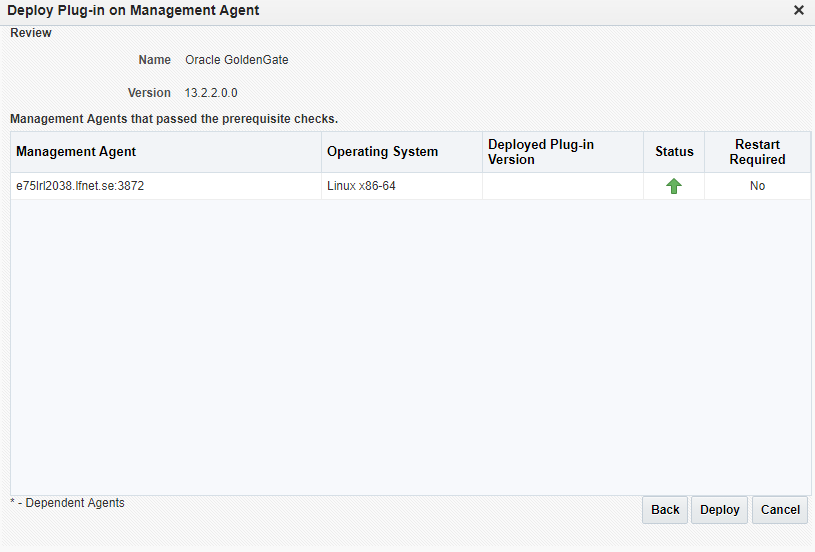 Deploy Plug-in on Management Agent
Review
Name Oracle GoldenGate
Version 13.2.2.0.0
Management Agents that passed the prerequisite checks.
Management Agent Operating System Deployed Plug-in Version Status Restart Required
e75lrl2038.lfnet.se:3872 Linux x86-64 No
* - Dependent Agents
Back Deploy Cancel